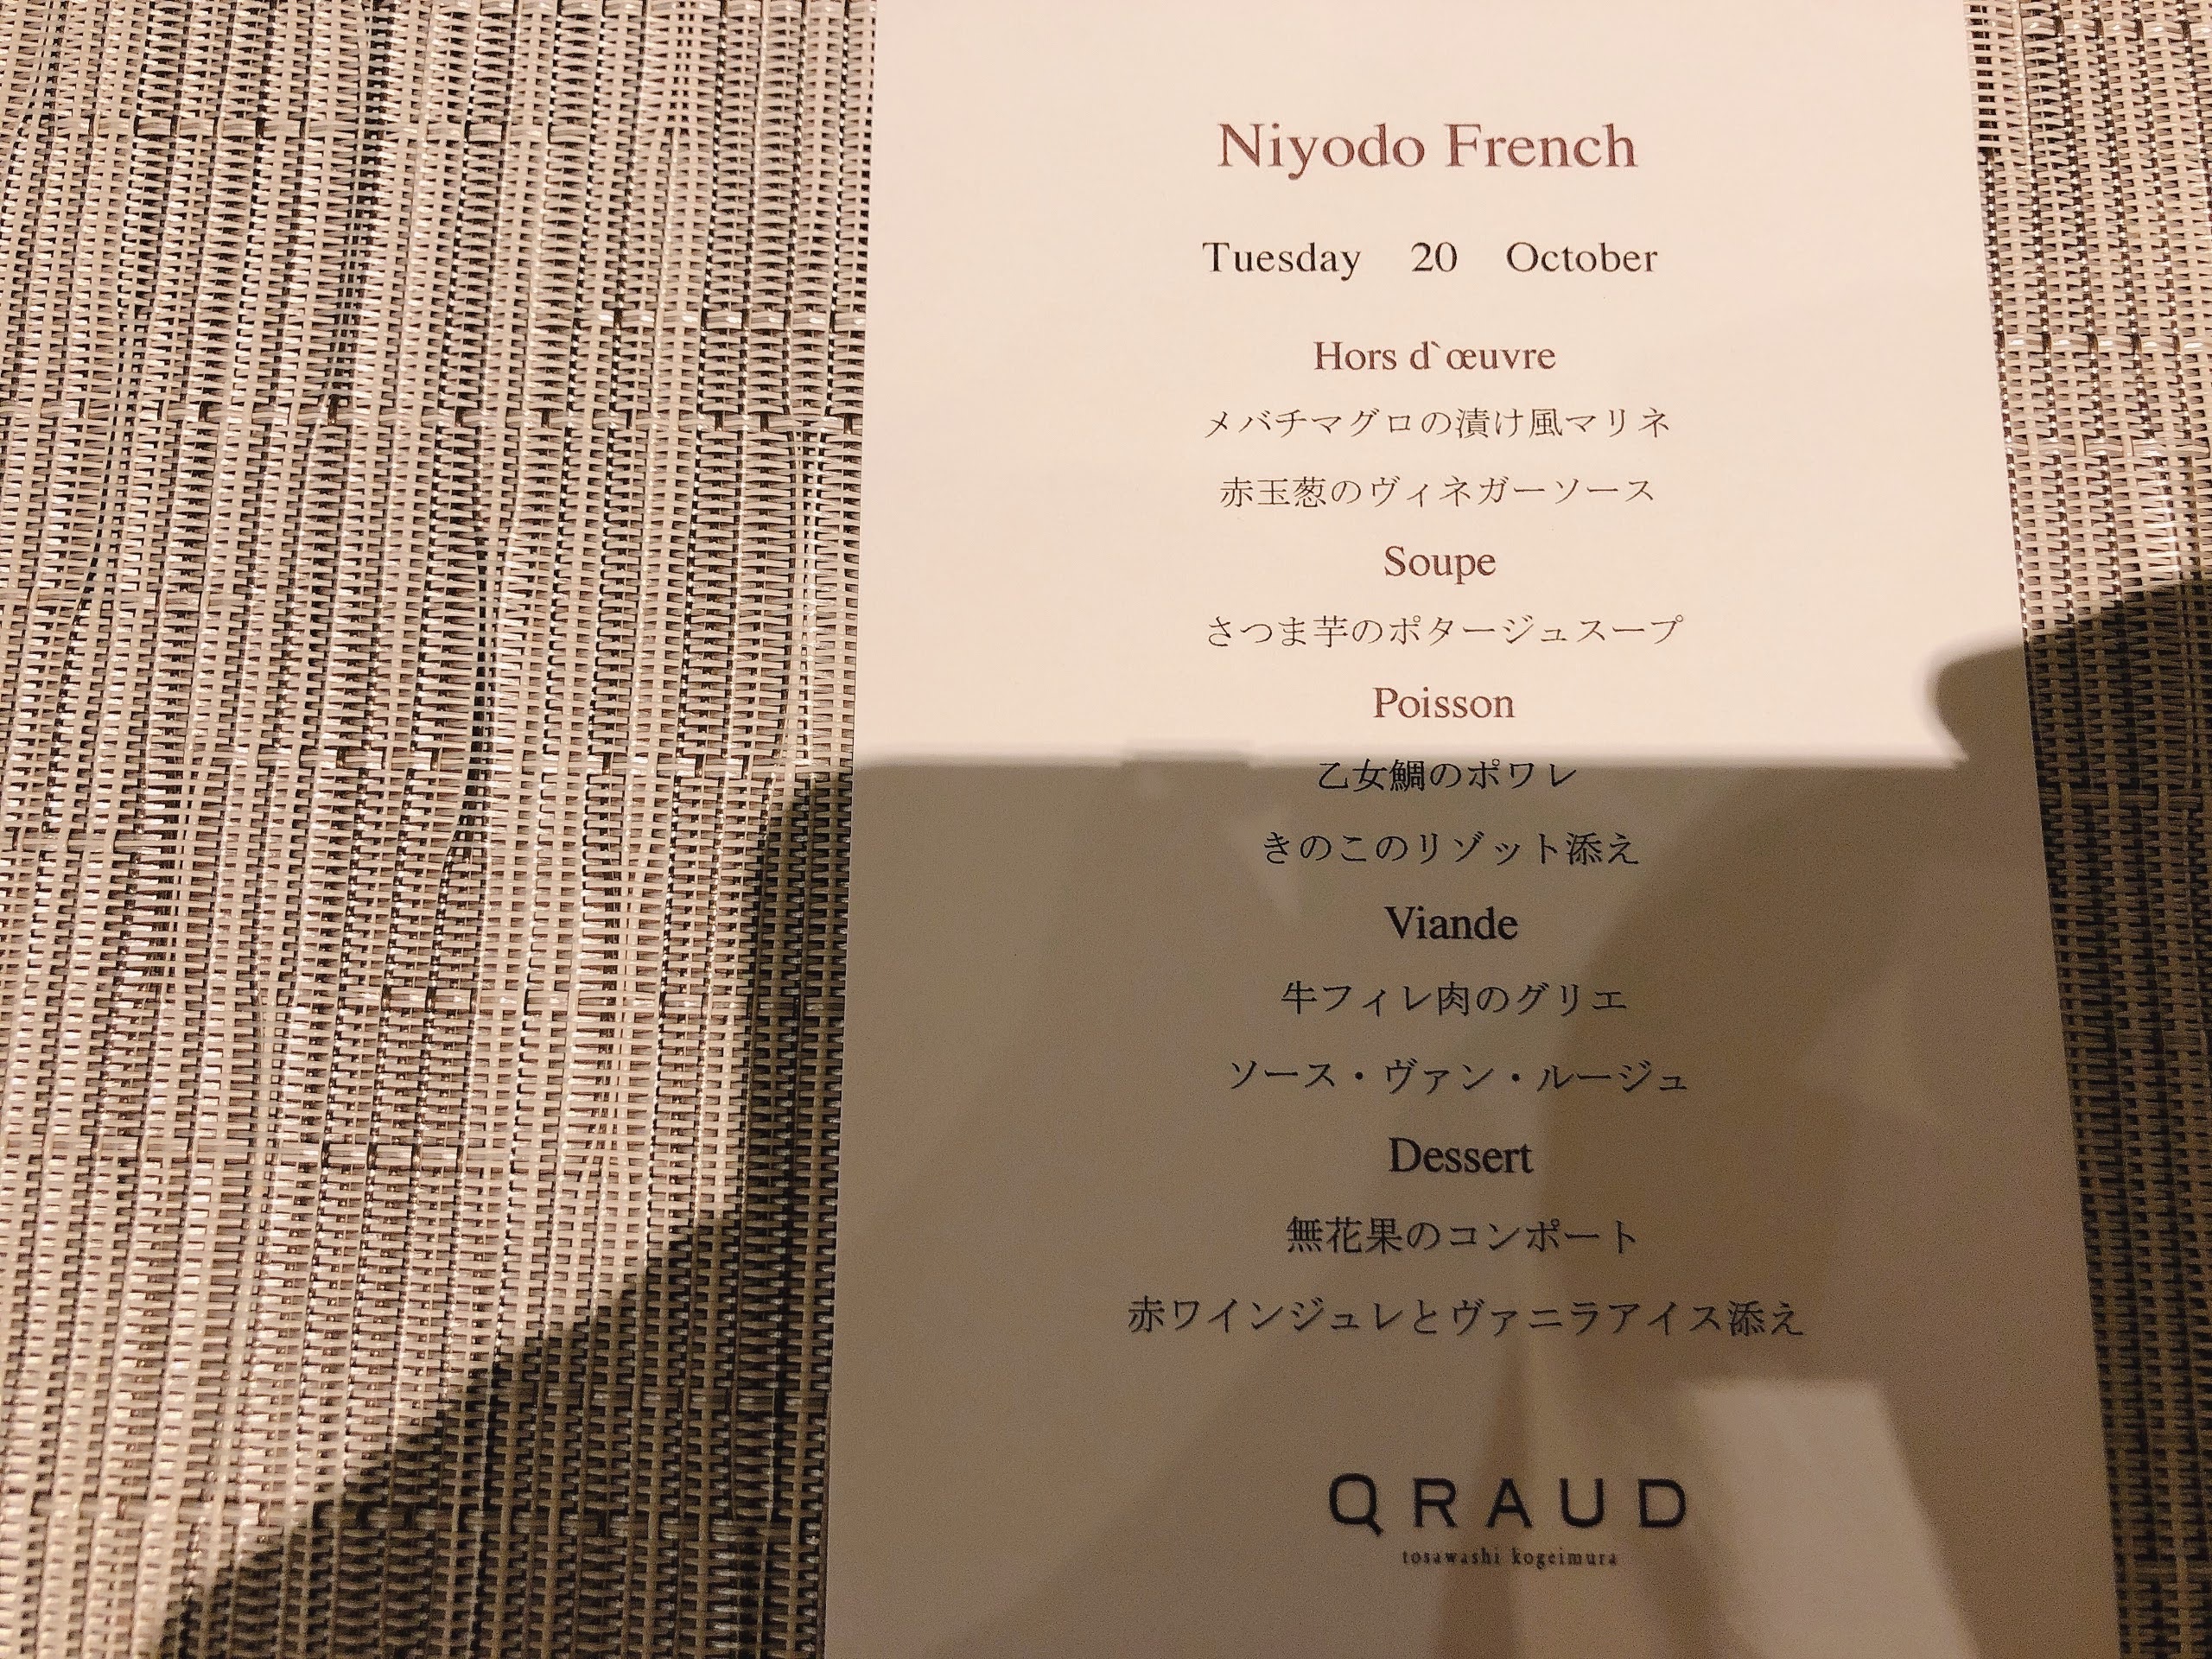 Niyodo French
Tuesday 20 October
Hors d`œuvre
メバチマグロの漬け風マリネ
赤玉葱のヴィネガーソース
Soupe
さつま芋のポタージュスープ
Poisson
乙女鯛のポワレ
きのこのリゾット添え
Viande
牛フィレ肉のグリエ
ソース・ヴァン・ルージュ
Dessert
無花果のコンポート
赤ワインジュレとヴァニラアイス添え
QRAUD
tosawashi kogeimura